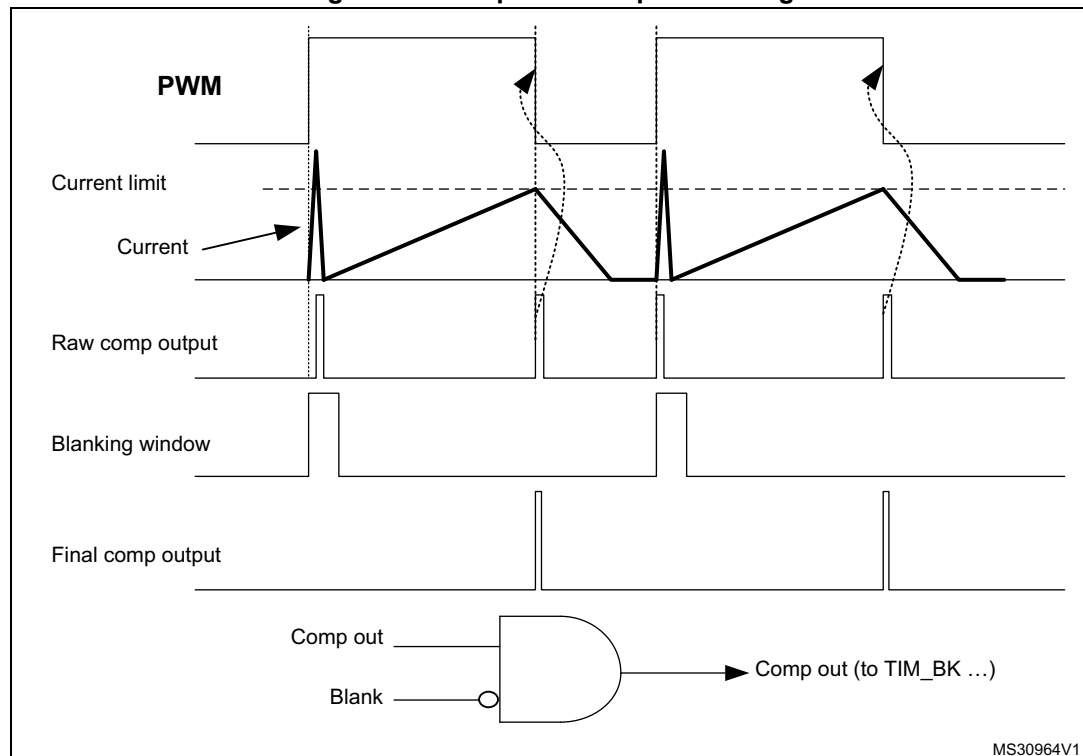 PWM
Current limit
Current
Raw comp output
Blanking window
Final comp output
Comp out
Comp out (to TIM_BK …)
Blank
MS30964V1